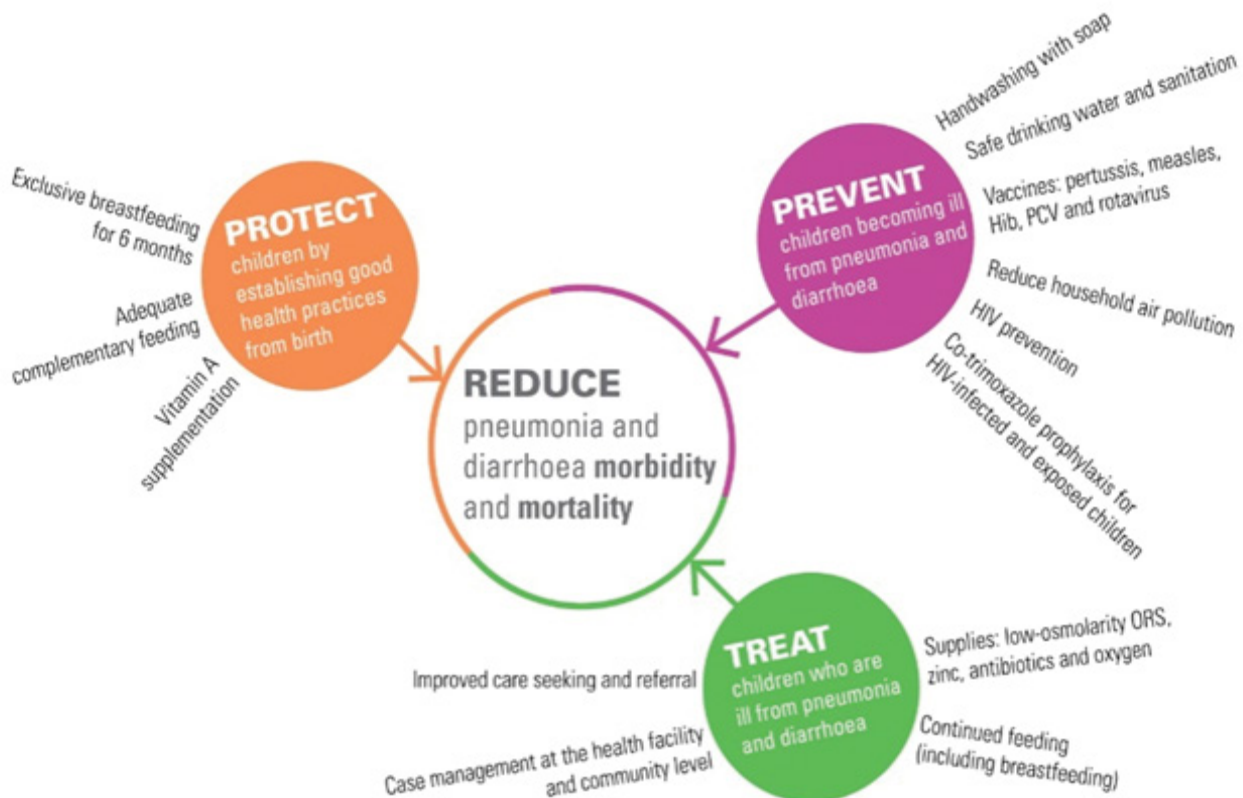 Exclusive breastfeeding
for 6 months
Adequate
complementary feeding
Vitamin A
supplementation
PROTECT
children by
establishing good
health practices
from birth
PREVENT
children becoming ill
from pneumonia and
diarrhoea
Handwashing with soap
Safe drinking water and sanitation
Vaccines: pertussis, measles,
Hib, PCV and rotavirus
Reduce household air pollution
HIV prevention
Co-trimoxazole prophylaxis for
HIV-infected and exposed children
REDUCE
pneumonia and
diarrhoea morbidity
and mortality
TREAT
children who are
ill from pneumonia
and diarrhoea
Improved care seeking and referral
Case management at the health facility
and community level
Supplies: low-osmolarity ORS,
zinc, antibiotics and oxygen
Continued feeding
(including breastfeeding)